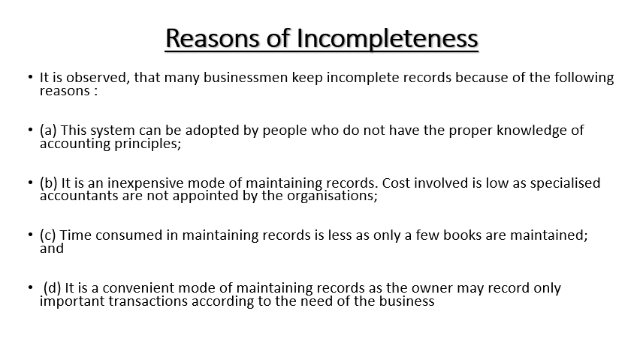 Reasons of Incompleteness
• It is observed, that many businessmen keep incomplete records because of the following
reasons :
• (a) This system can be adopted by people who do not have the proper knowledge of
accounting principles;
• (b) It is an inexpensive mode of maintaining records. Cost involved is low as specialised
accountants are not appointed by the organisations;
• (c) Time consumed in maintaining records is less as only a few books are maintained;
and
• (d) It is a convenient mode of maintaining records as the owner may record only
important transactions according to the need of the business